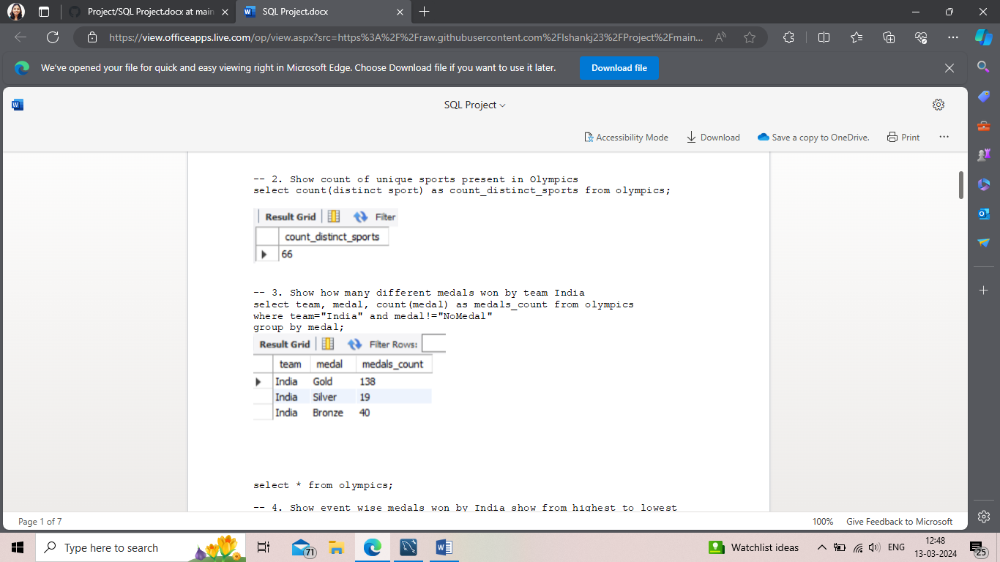 Project/SQL Project.docx at main
SQL Project.docx
https://view.officeapps.live.com/op/view.aspx?src=https%3A%2F%2Fraw.githubusercontent.com%2FIshankj23%2FProject%2Fmain...
We've opened your file for quick and easy viewing right in Microsoft Edge. Choose Download file if you want to use it later.
Download file
SQL Project
Accessibility Mode
Download
Save a copy to OneDrive.
Print
-- 2. Show count of unique sports present in Olympics
select count(distinct sport) as count_distinct_sports from olympics;
Result Grid Filter
count_distinct_sports
66
-- 3. Show how many different medals won by team India
select team, medal, count(medal) as medals_count from olympics
where team="India" and medal!="NoMedal"
group by medal;
Result Grid Filter Rows:
team medal medals_count
India Gold 138
India Silver 19
India Bronze 40
select * from olympics;
-- 4. Show event wise medals won by India show from highest to lowest
Page 1 of 7
100%
Give Feedback to Microsoft
Type here to search
71
Watchlist ideas
ENG
12:48
13-03-2024
25